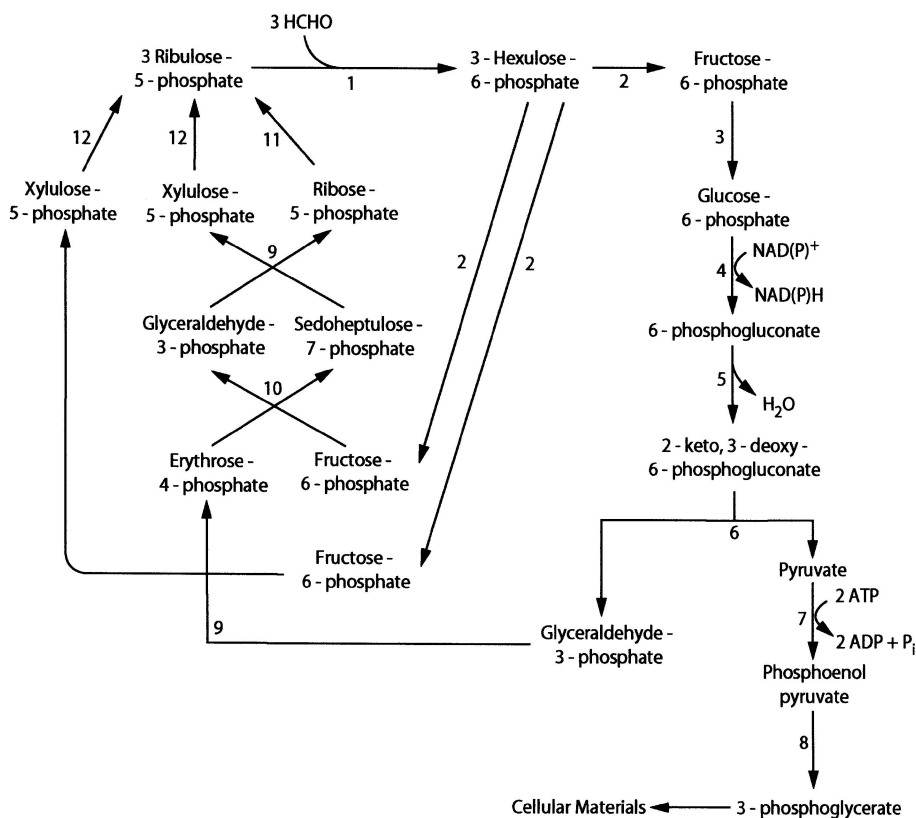 3 HCHO
3 Ribulose -
5 - phosphate
1
3 - Hexulose -
6 - phosphate
2
Fructose -
6 - phosphate
12
12
11
3
Xylulose -
5 - phosphate
Xylulose -
5 - phosphate
Ribose -
5 - phosphate
Glucose -
6 - phosphate
9
2
2
4
NAD(P)+
NAD(P)H
Glyceraldehyde -
3 - phosphate
Sedoheptulose -
7 - phosphate
6 - phosphogluconate
10
5
H2O
Erythrose -
4 - phosphate
Fructose -
6 - phosphate
2 - keto, 3 - deoxy -
6 - phosphogluconate
6
Fructose -
6 - phosphate
Pyruvate
9
7
2 ATP
2 ADP + Pi
Glyceraldehyde -
3 - phosphate
Phosphoenol
pyruvate
8
Cellular Materials
3 - phosphoglycerate